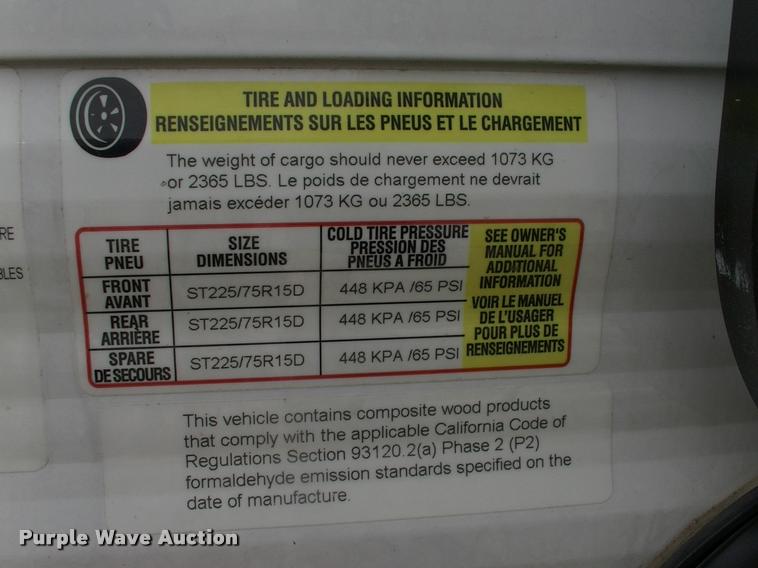 TIRE AND LOADING INFORMATION
RENSEIGNEMENTS SUR LES PNEUS ET LE CHARGEMENT
The weight of cargo should never exceed 1073 KG
or 2365 LBS. Le poids de chargement ne devrait
jamais excéder 1073 KG ou 2365 LBS.
TIRE
PNEU
SIZE
DIMENSIONS
COLD TIRE PRESSURE
PRESSION DES
PNEUS A FROID
SEE OWNER'S
MANUAL FOR
ADDITIONAL
INFORMATION
VOIR LE MANUEL
DE L'USAGER
POUR PLUS DE
RENSEIGNEMENTS
FRONT
AVANT
ST225/75R15D
448 KPA /65 PSI
REAR
ARRIÈRE
ST225/75R15D
448 KPA /65 PSI
SPARE
DE SECOURS
ST225/75R15D
448 KPA /65 PSI
RE
BLES
This vehicle contains composite wood products
that comply with the applicable California Code of
Regulations Section 93120.2(a) Phase 2 (P2)
formaldehyde emission standards specified on the
date of manufacture.
Purple Wave Auction